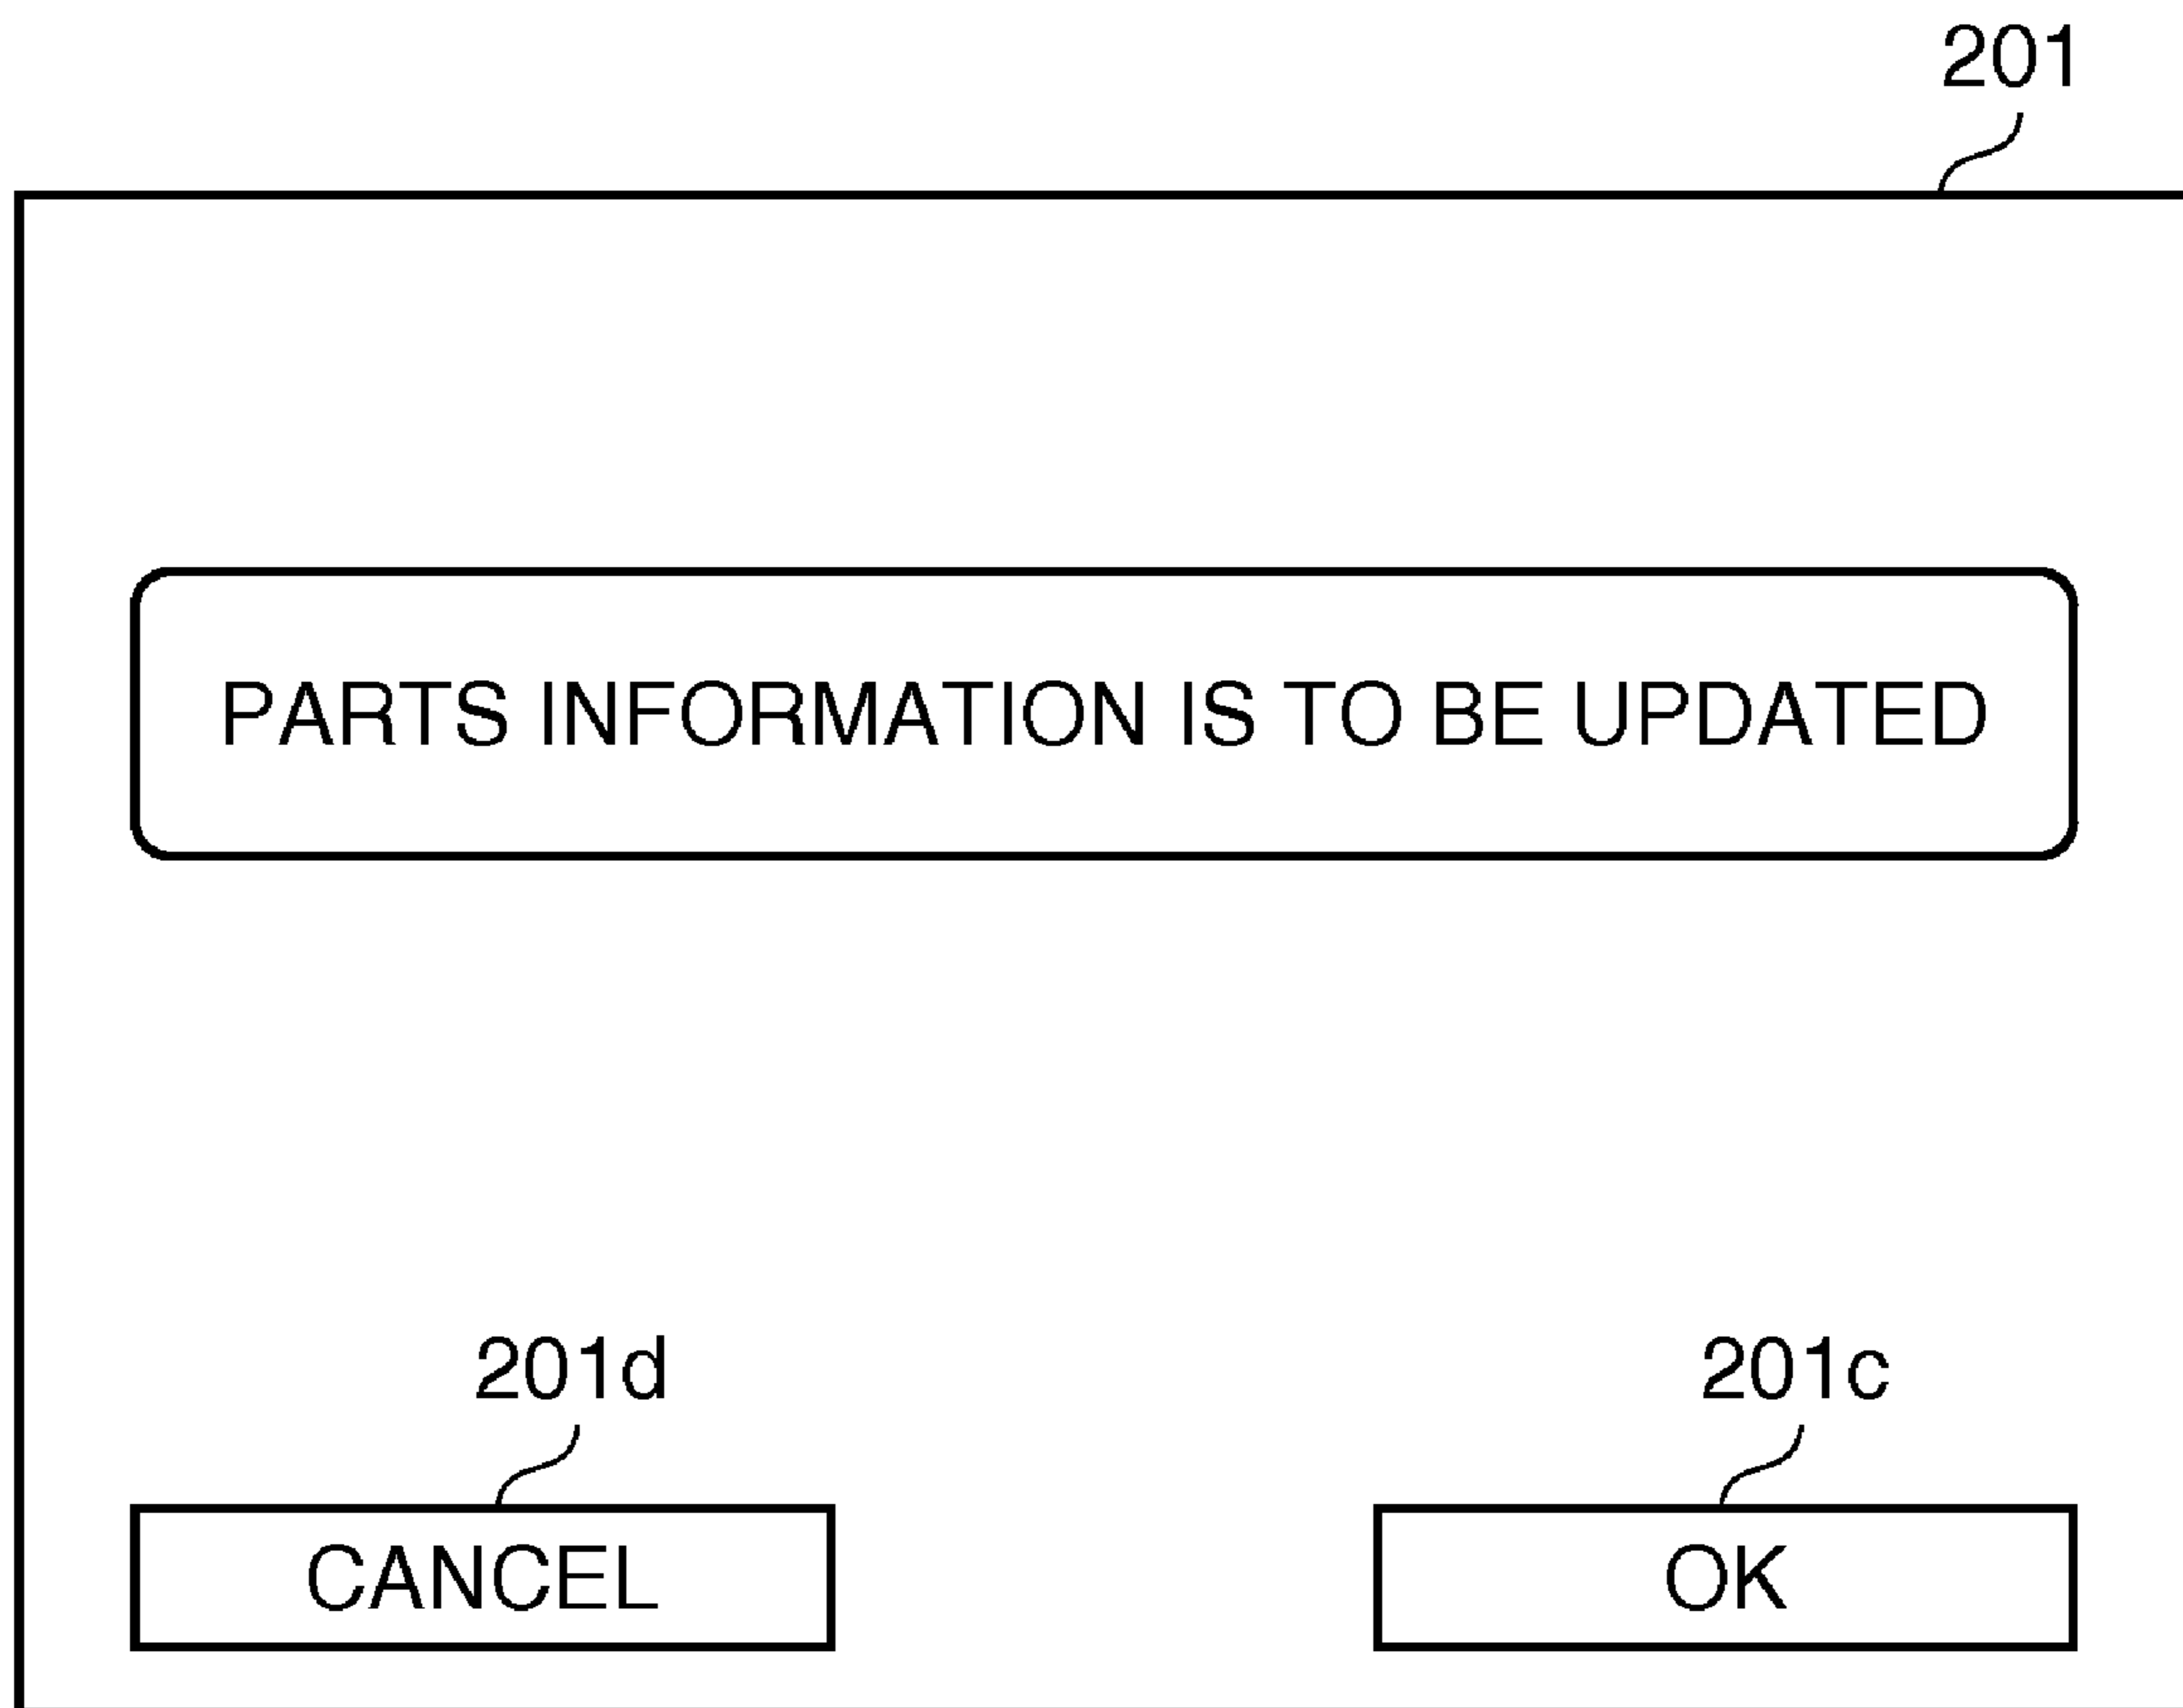 201
PARTS INFORMATION IS TO BE UPDATED
201d
201c
CANCEL
OK